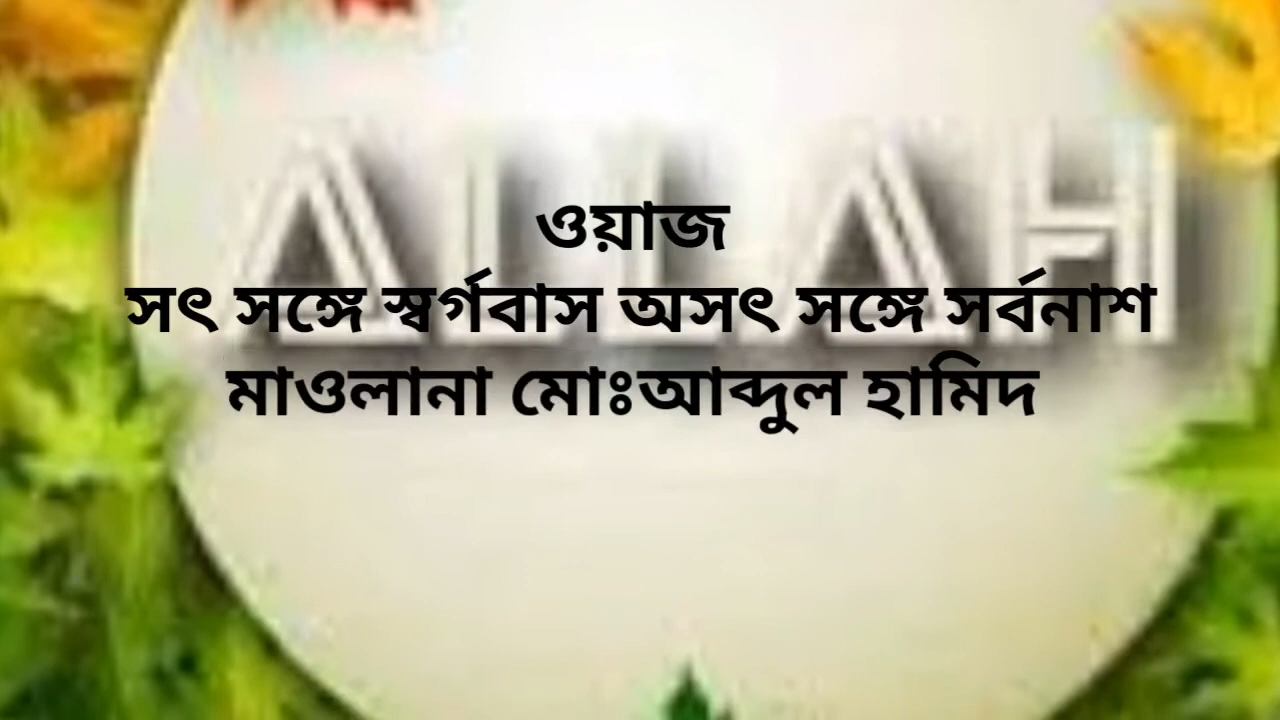 ALLAH
ওয়াজ
সৎ সঙ্গে স্বর্গবাস অসৎ সঙ্গে সর্বনাশ
মাওলানা মোঃআব্দুল হামিদ